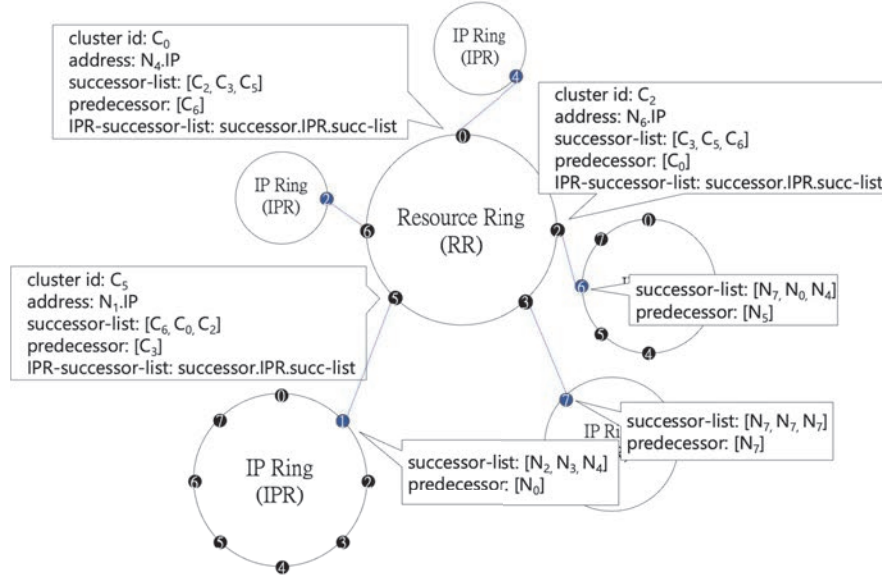 cluster id: C₀
address: N₄.IP
successor-list: [C₂, C₃, C₅]
predecessor: [C₆]
IPR-successor-list: successor.IPR.succ-list
IP Ring
(IPR)
4
cluster id: C₂
address: N₆.IP
successor-list: [C₃, C₅, C₆]
predecessor: [C₀]
IPR-successor-list: successor.IPR.succ-list
0
IP Ring
(IPR)
2
6
Resource Ring
(RR)
2
5
3
0
7
6
5
4
successor-list: [N₇, N₀, N₄]
predecessor: [N₅]
cluster id: C₅
address: N₁.IP
successor-list: [C₆, C₀, C₂]
predecessor: [C₃]
IPR-successor-list: successor.IPR.succ-list
7
IP Ri
successor-list: [N₇, N₇, N₇]
predecessor: [N₇]
0
7
1
6
IP Ring
(IPR)
2
5
3
4
successor-list: [N₂, N₃, N₄]
predecessor: [N₀]